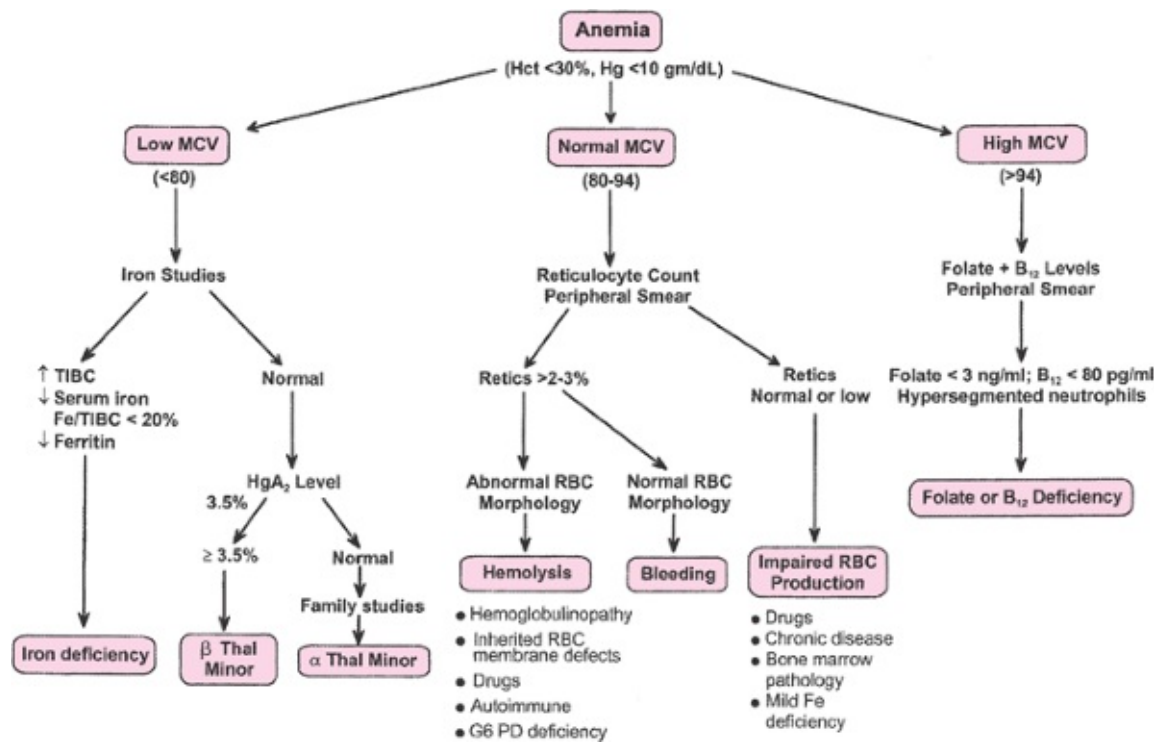 Anemia
(Hct <30%, Hg <10 gm/dL)
Low MCV
(<80)
Normal MCV
(80-94)
High MCV
(>94)
Iron Studies
Reticulocyte Count
Peripheral Smear
Folate + B₁₂ Levels
Peripheral Smear
↑ TIBC
↓ Serum iron
Fe/TIBC < 20%
↓ Ferritin
Normal
Retics >2-3%
Retics
Normal or low
Folate < 3 ng/ml; B₁₂ < 80 pg/ml
Hypersegmented neutrophils
HgA₂ Level
3.5%
≥ 3.5%
Normal
Family studies
Abnormal RBC
Morphology
Normal RBC
Morphology
Folate or B₁₂ Deficiency
Iron deficiency
β Thal
Minor
α Thal Minor
Hemolysis
• Hemoglobulinopathy
• Inherited RBC
membrane defects
• Drugs
• Autoimmune
• G6 PD deficiency
Bleeding
Impaired RBC
Production
• Drugs
• Chronic disease
• Bone marrow
pathology
• Mild Fe
deficiency